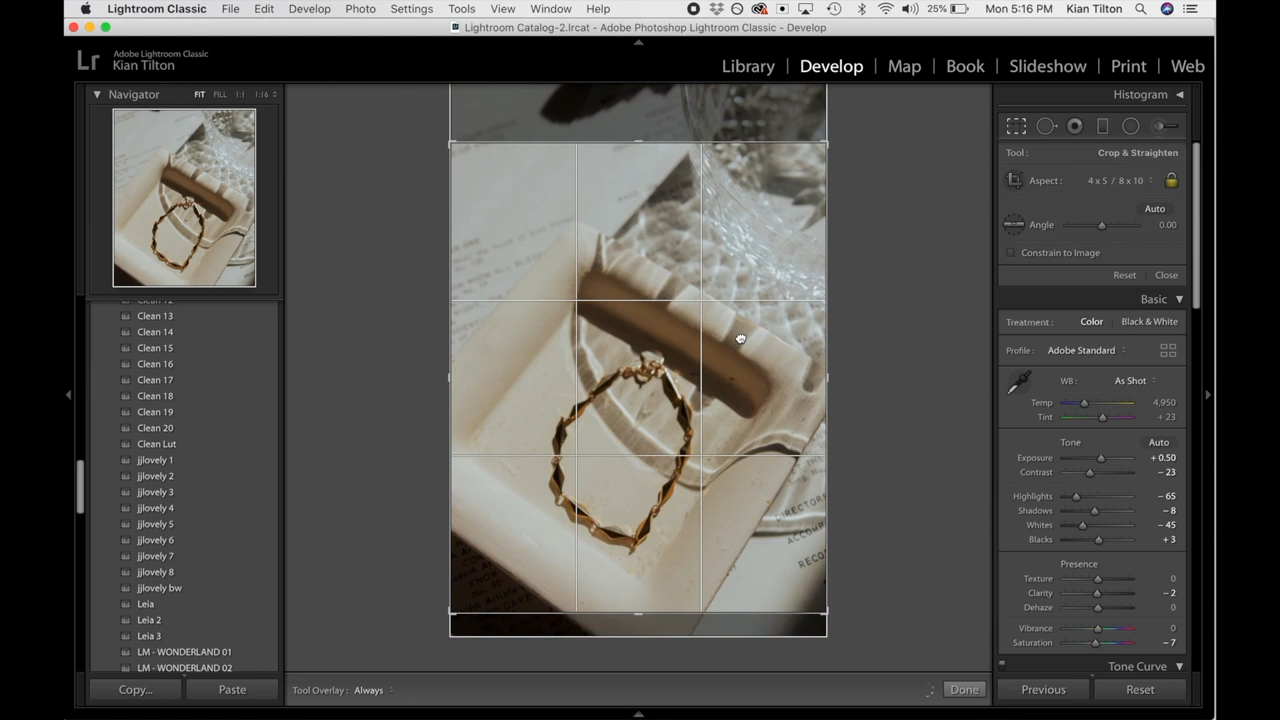 Lightroom Classic File Edit Develop Photo Settings Tools View Window Help 25% Mon 5:16 PM Kian Tilton
Lightroom Catalog-2.lrcat - Adobe Photoshop Lightroom Classic - Develop
Lr Adobe Lightroom Classic
Kian Tilton
Library | Develop | Map | Book | Slideshow | Print | Web
Navigator FIT FILL 1:1 1:16
Histogram
Tool : Crop & Straighten
Aspect : 4 x 5 / 8 x 10
Auto
Angle 0.00
Constrain to Image
Reset Close
Basic
Treatment : Color Black & White
Profile : Adobe Standard
WB : As Shot
Temp 4,950
Tint + 23
Tone Auto
Exposure + 0.50
Contrast − 23
Highlights − 65
Shadows − 8
Whites − 45
Blacks + 3
Presence
Texture 0
Clarity − 2
Dehaze 0
Vibrance 0
Saturation − 7
Tone Curve
Clean 12
Clean 13
Clean 14
Clean 15
Clean 16
Clean 17
Clean 18
Clean 19
Clean 20
Clean Lut
jjlovely 1
jjlovely 2
jjlovely 3
jjlovely 4
jjlovely 5
jjlovely 6
jjlovely 7
jjlovely 8
jjlovely bw
Leia
Leia 2
Leia 3
LM - WONDERLAND 01
LM - WONDERLAND 02
Copy... Paste
Tool Overlay : Always
Done
Previous Reset